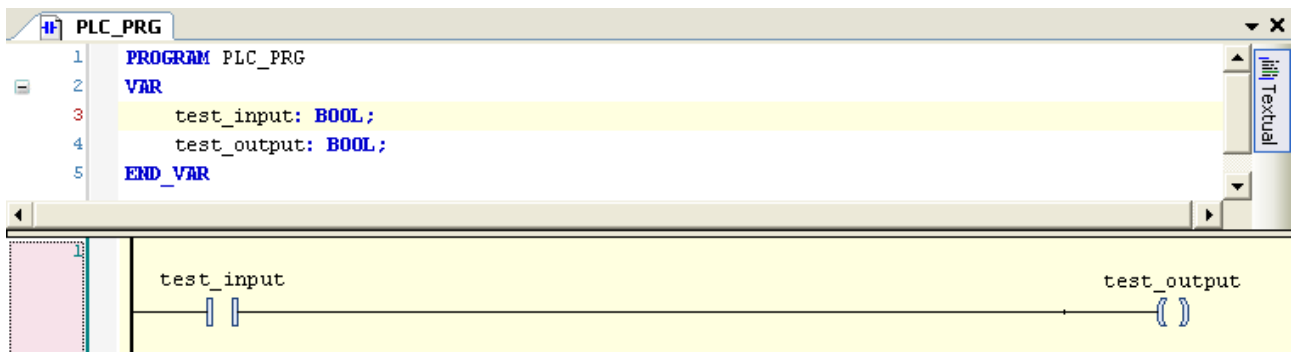 PLC_PRG
1 PROGRAM PLC_PRG
2 VAR
3 test_input: BOOL;
4 test_output: BOOL;
5 END_VAR
Textual
1
test_input test_output